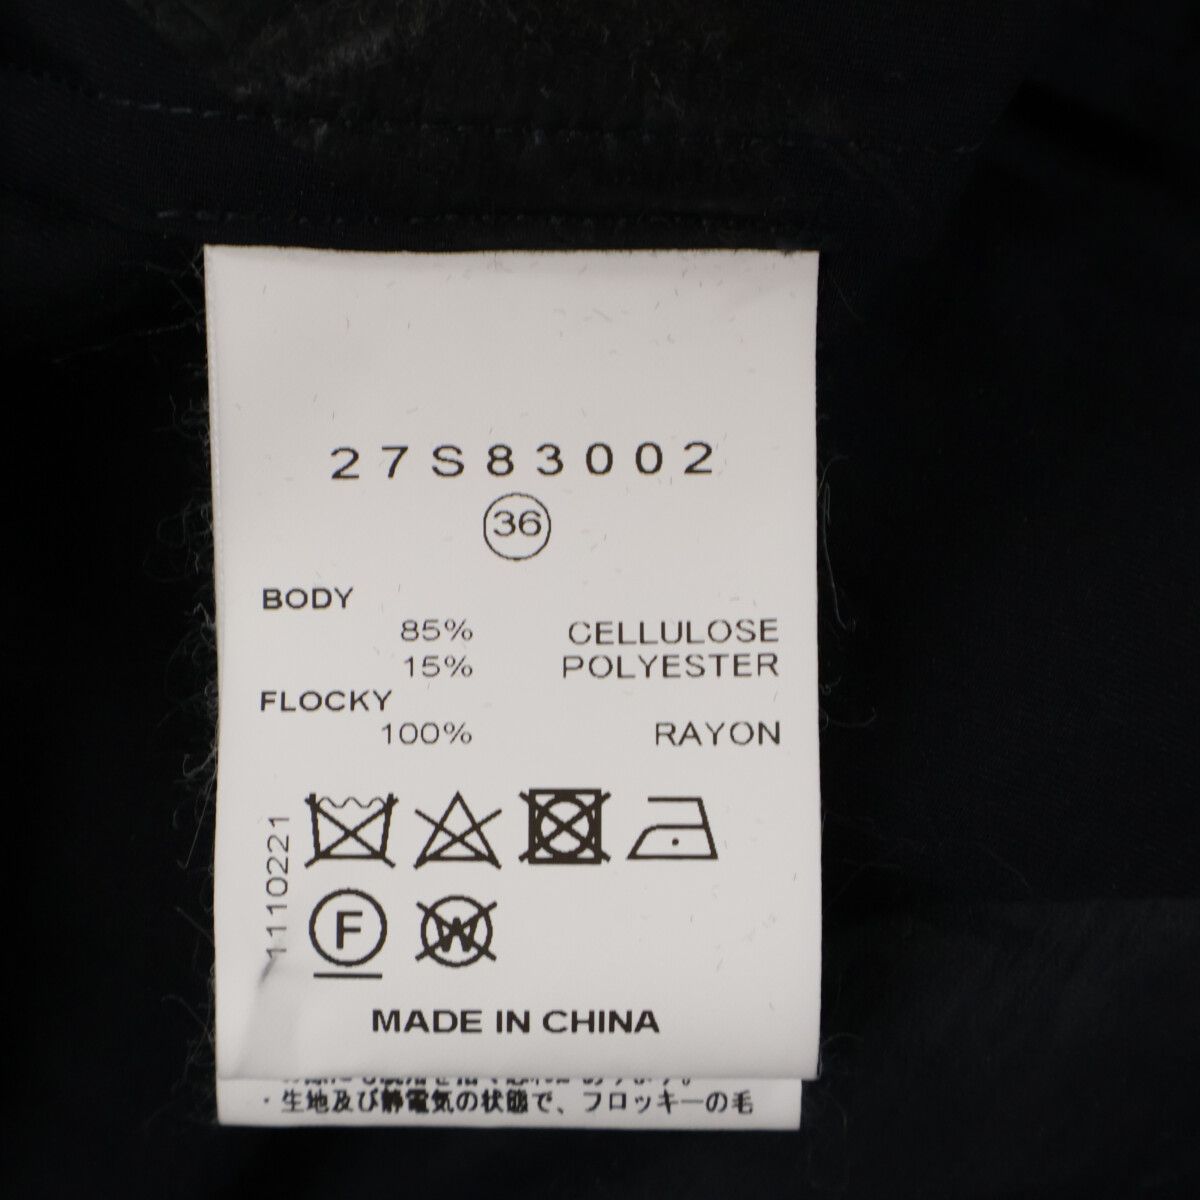 27S83002
36
BODY
85% CELLULOSE
15% POLYESTER
FLOCKY
100% RAYON
1110221
F
W
MADE IN CHINA
・生地及び静電気の状態で、フロッキーの毛